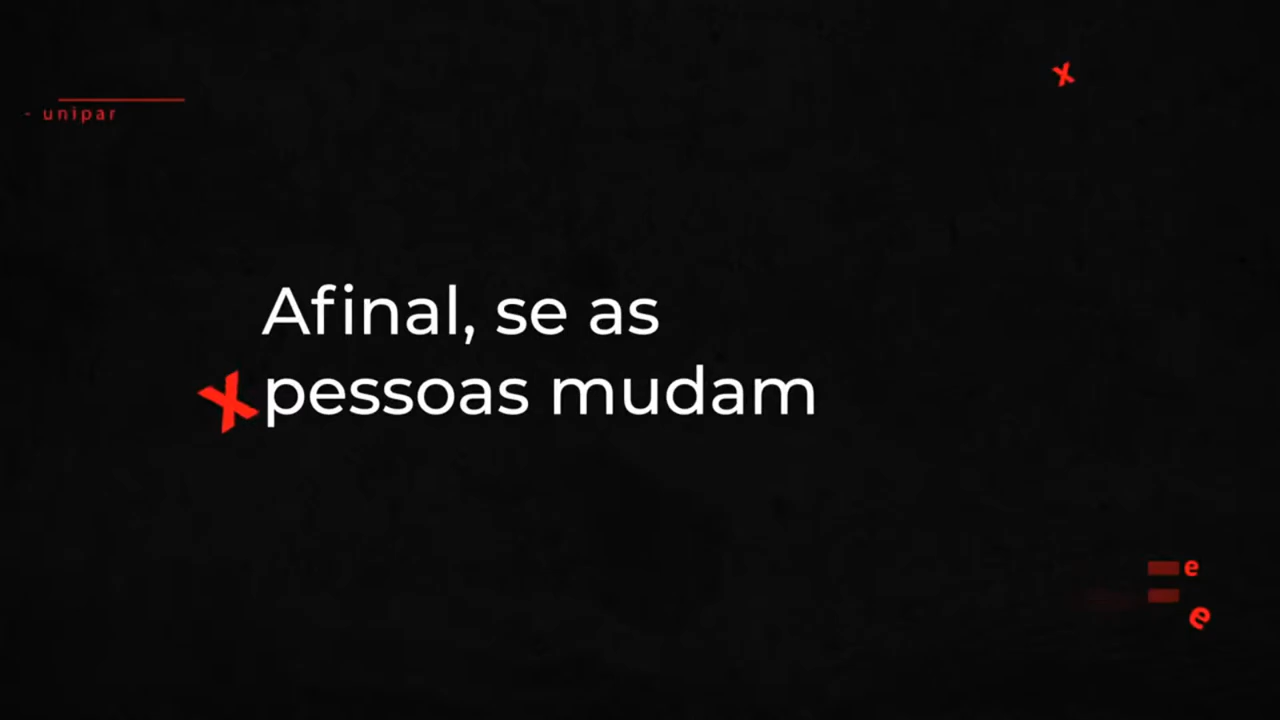 x
- unipar
Afinal, se as
x pessoas mudam
e
e